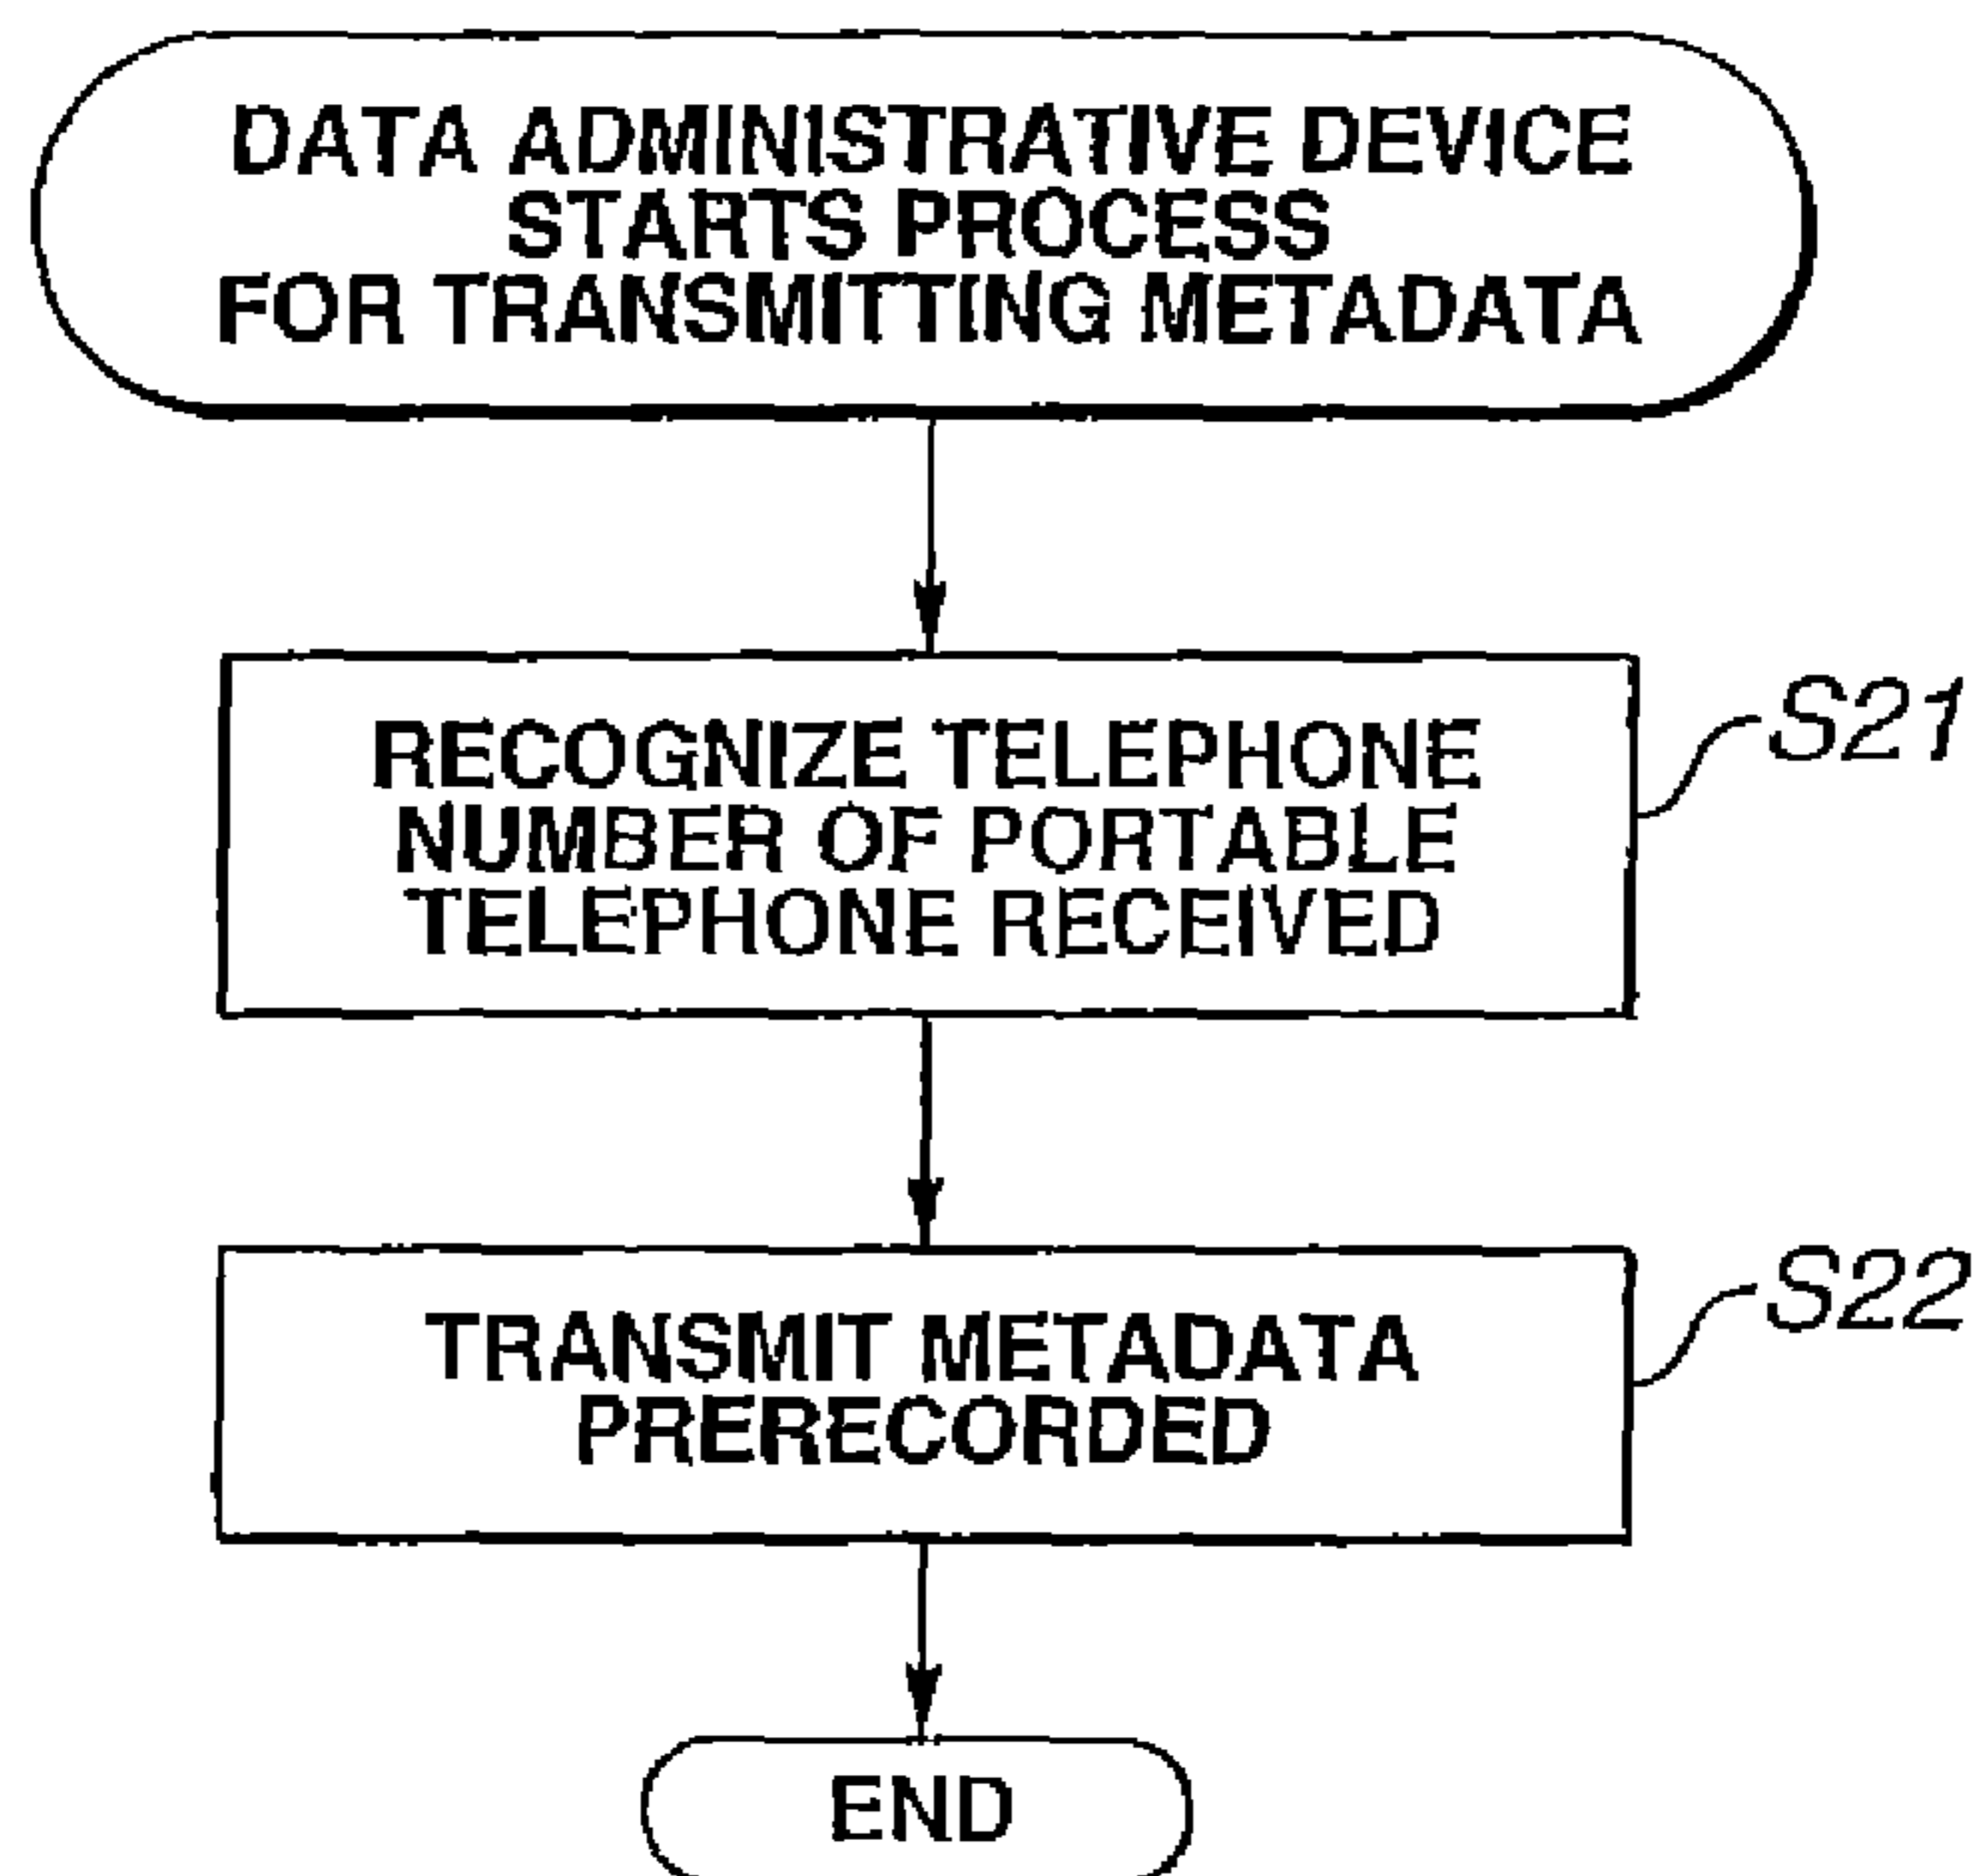 DATA ADMINISTRATIVE DEVICE
STARTS PROCESS
FOR TRANSMITTING METADATA
RECOGNIZE TELEPHONE
NUMBER OF PORTABLE
TELEPHONE RECEIVED
S21
TRANSMIT METADATA
PRERECORDED
S22
END